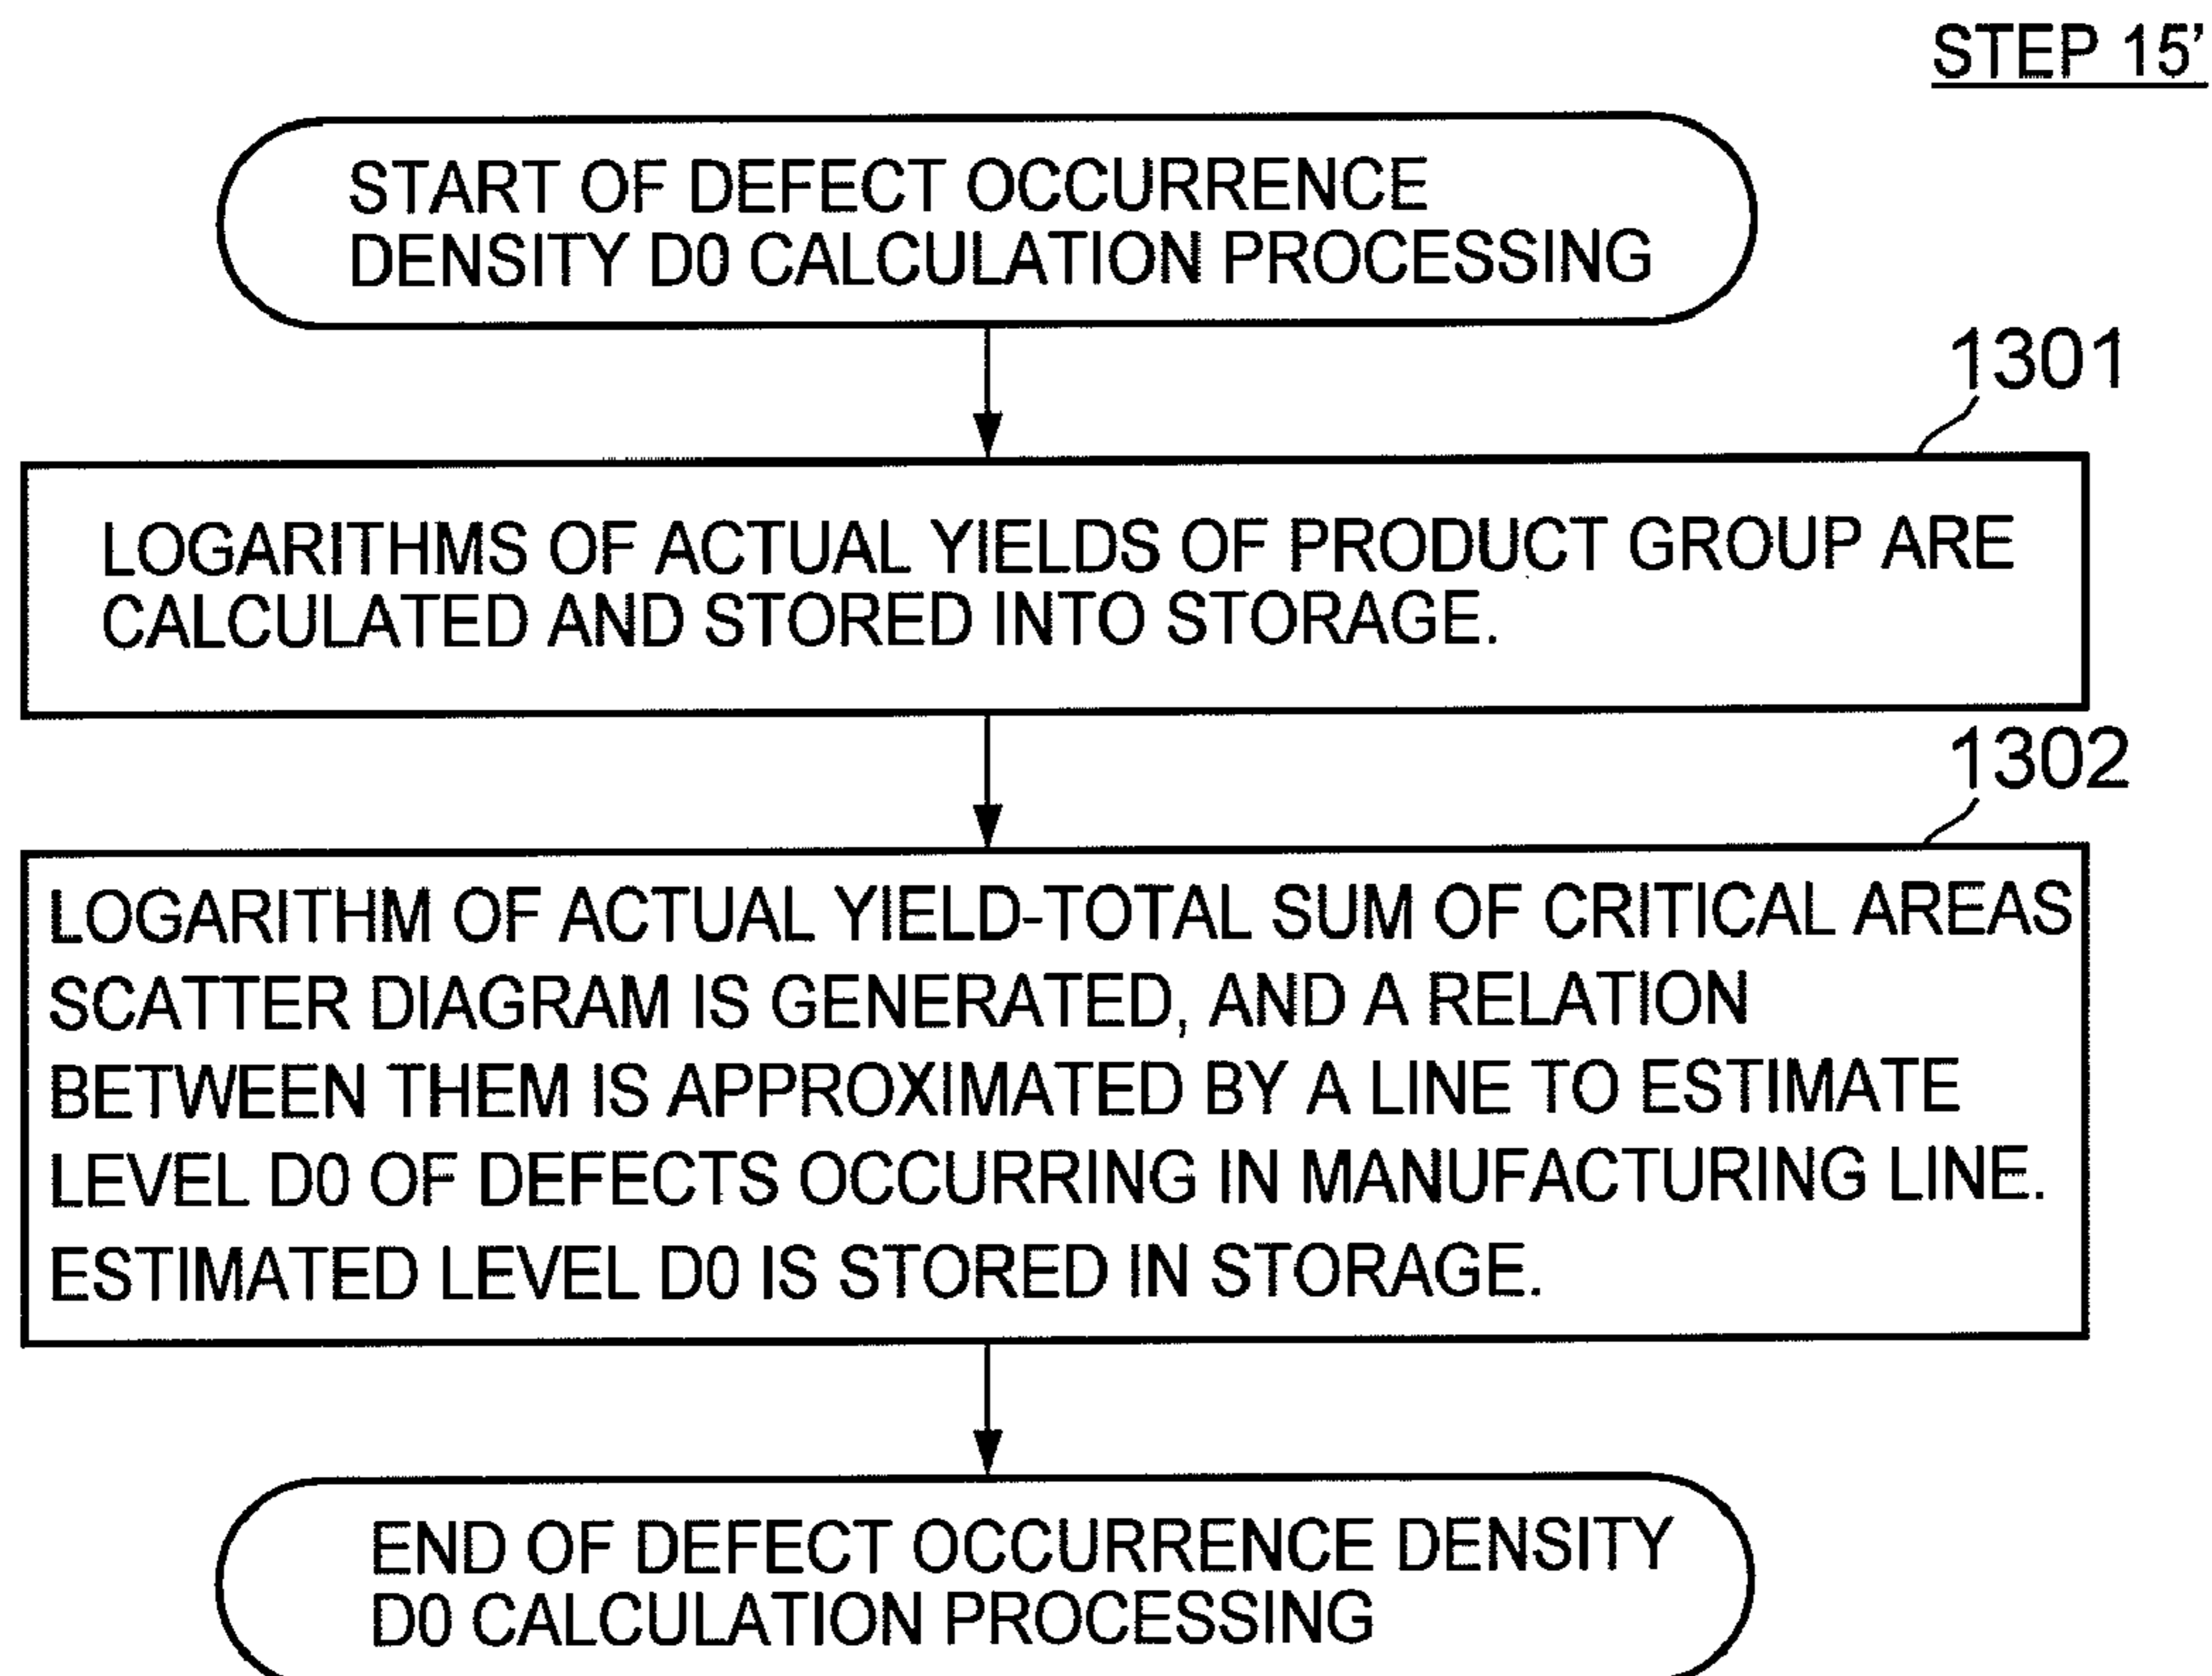 STEP 15'
START OF DEFECT OCCURRENCE
DENSITY D0 CALCULATION PROCESSING
1301
LOGARITHMS OF ACTUAL YIELDS OF PRODUCT GROUP ARE
CALCULATED AND STORED INTO STORAGE.
1302
LOGARITHM OF ACTUAL YIELD-TOTAL SUM OF CRITICAL AREAS
SCATTER DIAGRAM IS GENERATED, AND A RELATION
BETWEEN THEM IS APPROXIMATED BY A LINE TO ESTIMATE
LEVEL D0 OF DEFECTS OCCURRING IN MANUFACTURING LINE.
ESTIMATED LEVEL D0 IS STORED IN STORAGE.
END OF DEFECT OCCURRENCE DENSITY
D0 CALCULATION PROCESSING